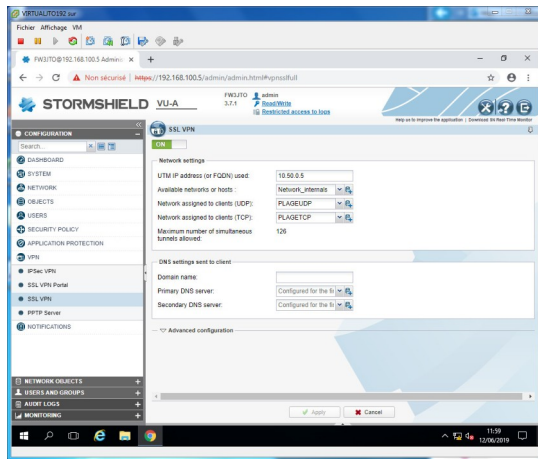 VIRTUALJTO192 sur
Fichier Affichage VM
FW3JTO@192.168.100.5 Admini
Non sécurisé | https://192.168.100.5/admin/admin.html#vpnsslfull
STORMSHIELD VU-A
FW3JTO
3.7.1
admin
Read/Write
Restricted access to logs
Help us to improve the application | Download SN Real-Time Monitor
CONFIGURATION
Search...
DASHBOARD
SYSTEM
NETWORK
OBJECTS
USERS
SECURITY POLICY
APPLICATION PROTECTION
VPN
IPSec VPN
SSL VPN Portal
SSL VPN
PPTP Server
NOTIFICATIONS
NETWORK OBJECTS
USERS AND GROUPS
AUDIT LOGS
MONITORING
SSL VPN
ON
Network settings
UTM IP address (or FQDN) used: 10.50.0.5
Available networks or hosts : Network_internals
Network assigned to clients (UDP): PLAGEUDP
Network assigned to clients (TCP): PLAGETCP
Maximum number of simultaneous tunnels allowed: 126
DNS settings sent to client
Domain name:
Primary DNS server: Configured for the fi
Secondary DNS server: Configured for the fi
Advanced configuration
Apply
Cancel
11:59
12/06/2019